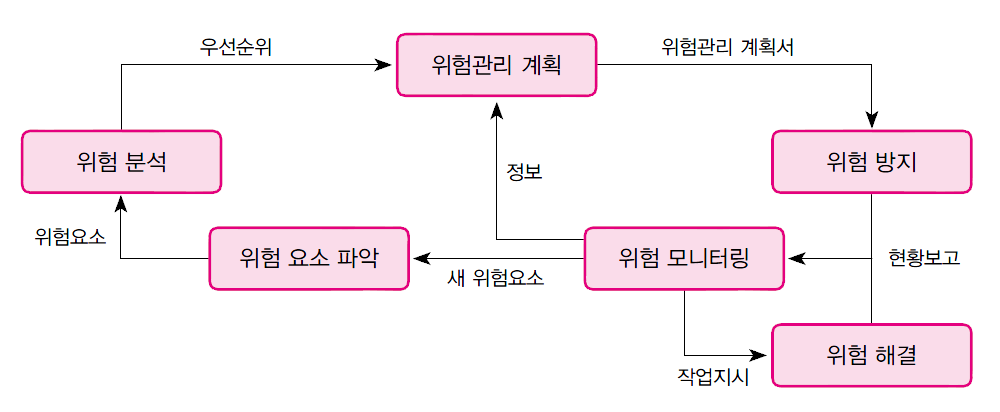 우선순위
위험관리 계획
위험관리 계획서
위험 분석
위험 방지
정보
위험요소
위험 요소 파악
새 위험요소
위험 모니터링
현황보고
작업지시
위험 해결